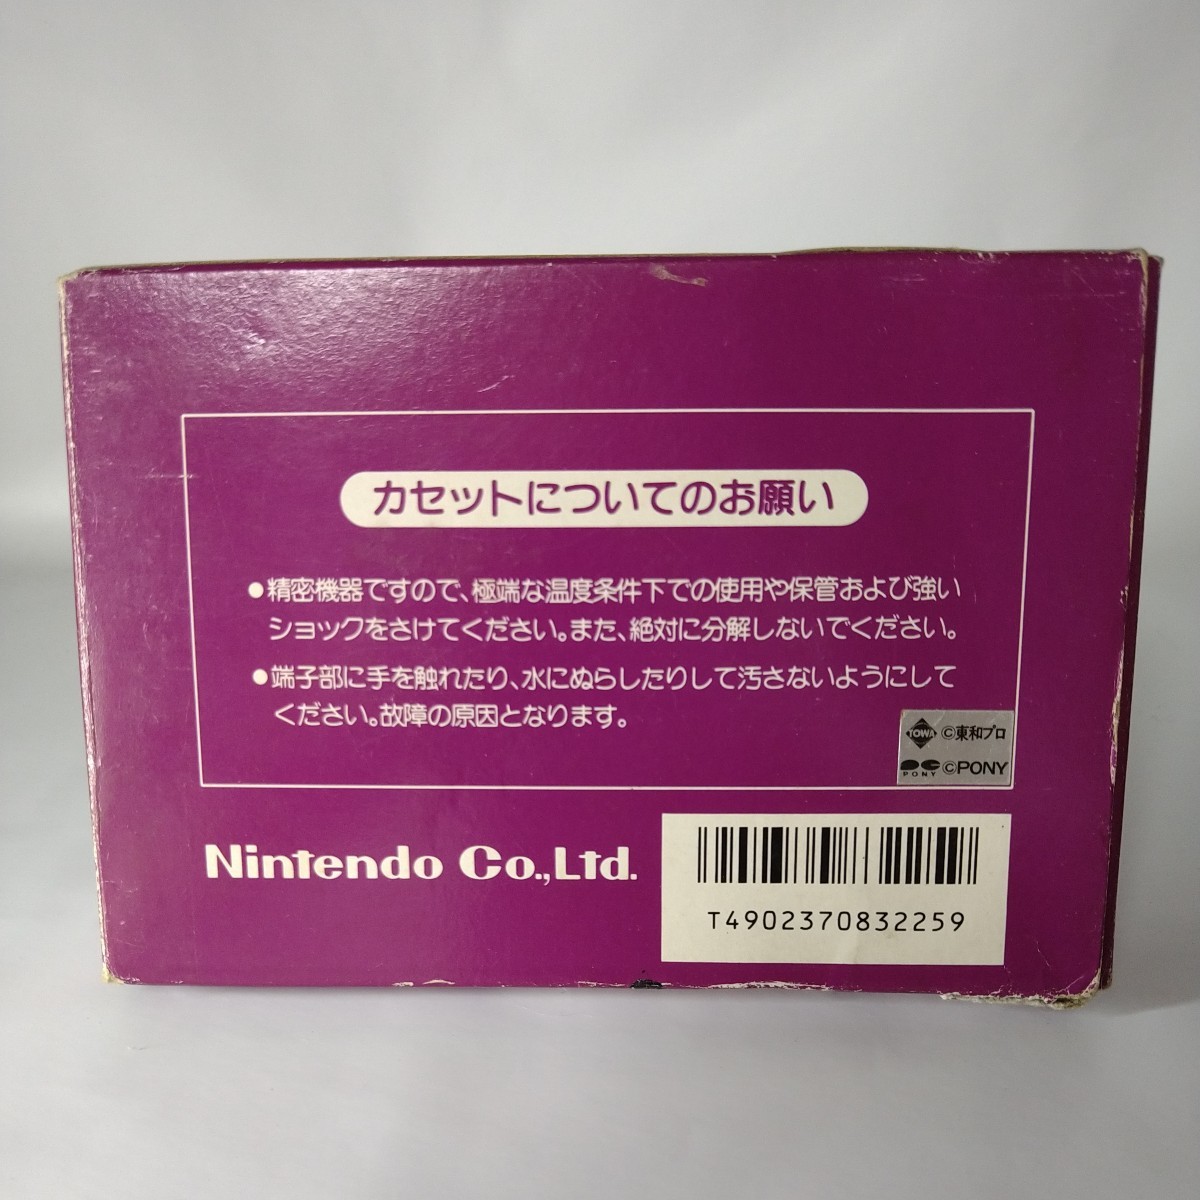 カセットについてのお願い
●精密機器ですので、極端な温度条件下での使用や保管および強い
ショックをさけてください。また、絶対に分解しないでください。
●端子部に手を触れたり、水にぬらしたりして汚さないようにして
ください。故障の原因となります。
TOWA ©東和プロ
PONY ©PONY
Nintendo Co.,Ltd.
T4902370832259